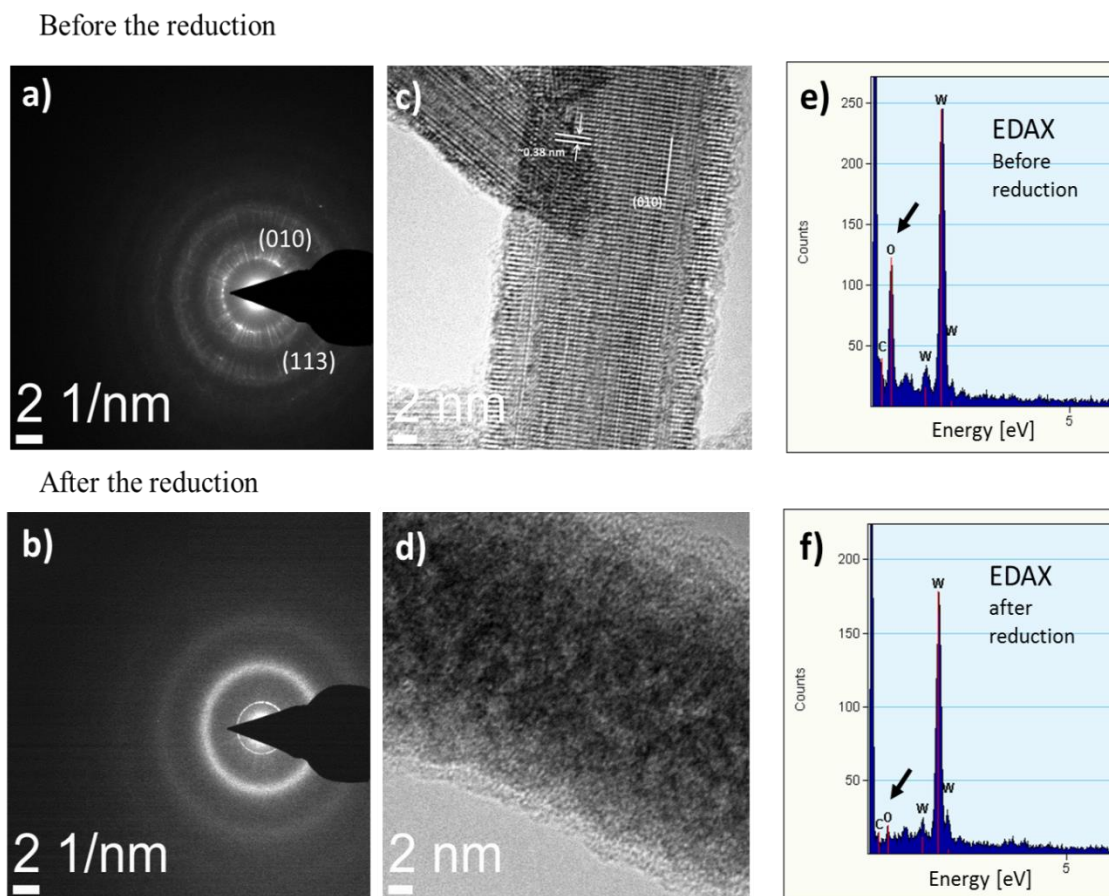 Before the reduction
a)
(010)
(113)
2 1/nm
c)
~0.38 nm
(010)
2 nm
e)
EDAX
Before
reduction
250
200
150
100
50
Counts
C
O
W
W
W
5
Energy [eV]
After the reduction
b)
2 1/nm
d)
2 nm
f)
EDAX
after
reduction
200
150
100
50
Counts
C
O
W
W
W
5
Energy [eV]